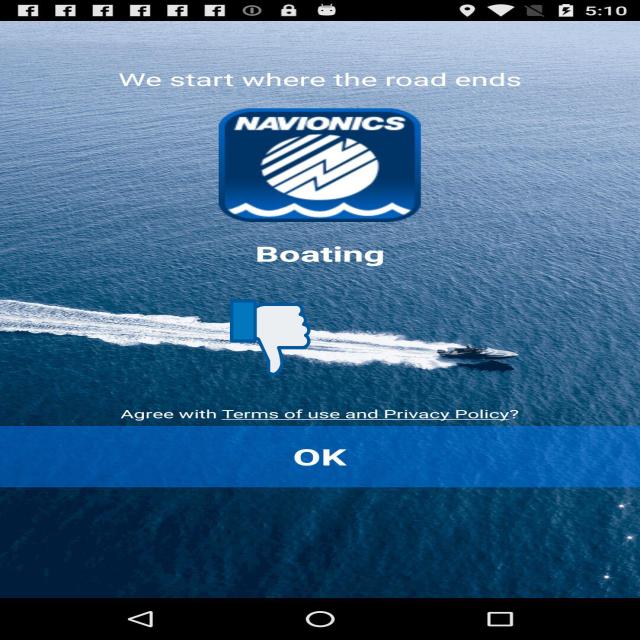 5:10
We start where the road ends
NAVIONICS
Boating
Agree with Terms of use and Privacy Policy?
OK